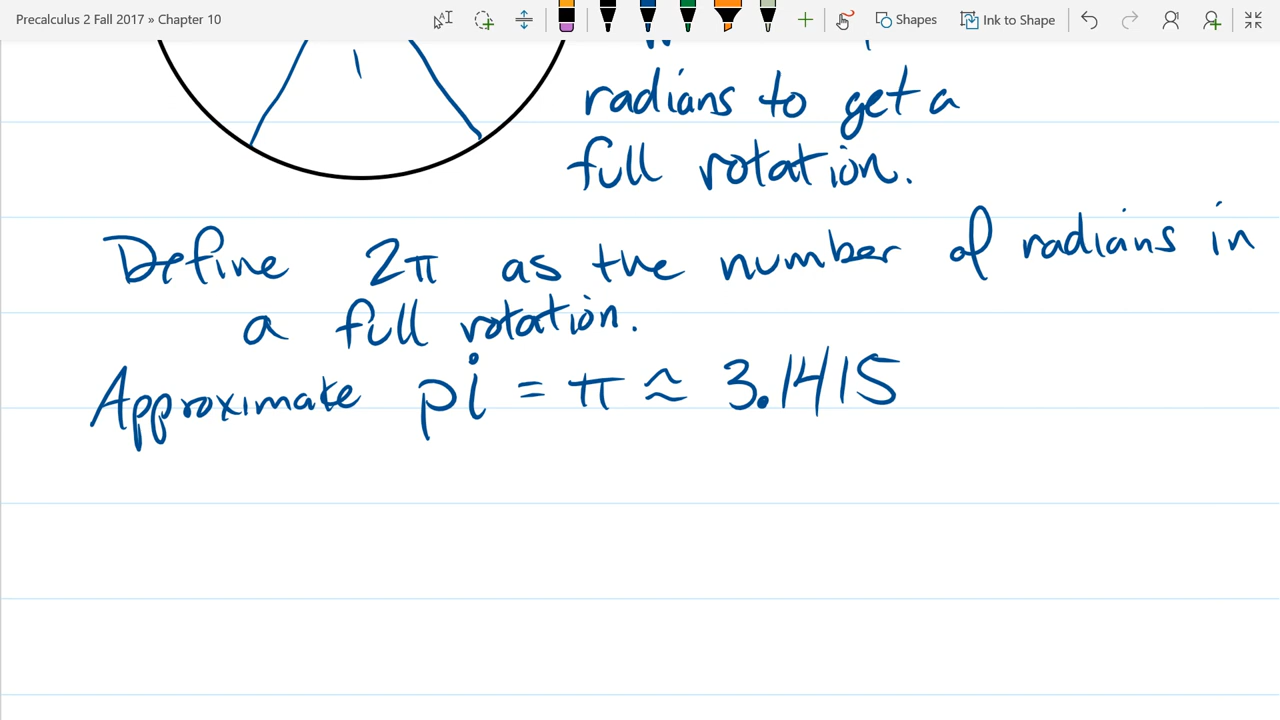 Precalculus 2 Fall 2017 » Chapter 10
Shapes
Ink to Shape
1
radians to get a
full rotation.
Define 2π as the number of radians in
a full rotation.
Approximate pi = π ≈ 3.1415